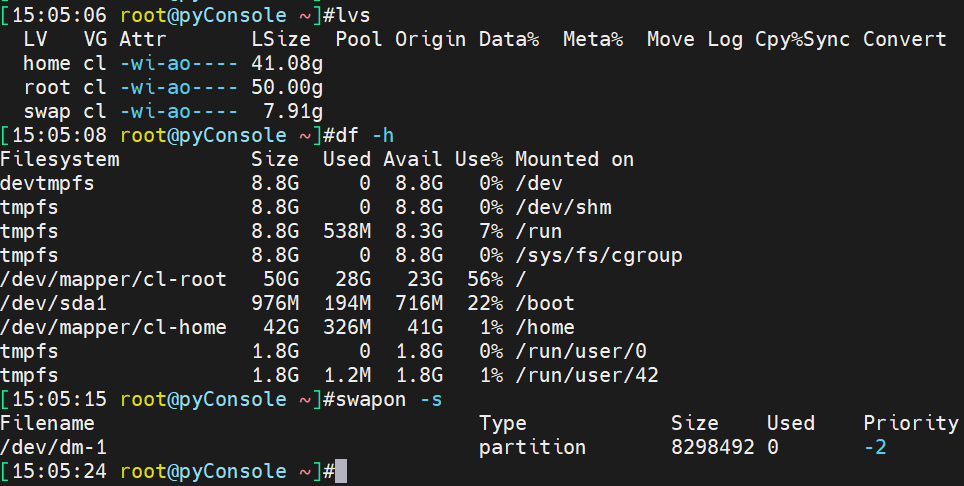 [15:05:06 root@pyConsole ~]#lvs
  LV   VG Attr       LSize  Pool Origin Data%  Meta%  Move Log Cpy%Sync Convert
  home cl -wi-ao---- 41.08g
  root cl -wi-ao---- 50.00g
  swap cl -wi-ao----  7.91g
[15:05:08 root@pyConsole ~]#df -h
Filesystem           Size  Used Avail Use% Mounted on
devtmpfs             8.8G     0  8.8G   0% /dev
tmpfs                8.8G     0  8.8G   0% /dev/shm
tmpfs                8.8G  538M  8.3G   7% /run
tmpfs                8.8G     0  8.8G   0% /sys/fs/cgroup
/dev/mapper/cl-root   50G   28G   23G  56% /
/dev/sda1            976M  194M  716M  22% /boot
/dev/mapper/cl-home   42G  326M   41G   1% /home
tmpfs                1.8G     0  1.8G   0% /run/user/0
tmpfs                1.8G  1.2M  1.8G   1% /run/user/42
[15:05:15 root@pyConsole ~]#swapon -s
Filename                                Type            Size    Used    Priority
/dev/dm-1                               partition       8298492 0       -2
[15:05:24 root@pyConsole ~]#